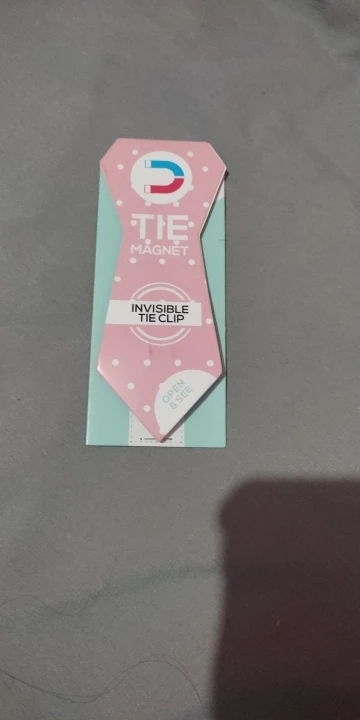 TIE
MAGNET
INVISIBLE
TIE CLIP
OPEN
& SEE